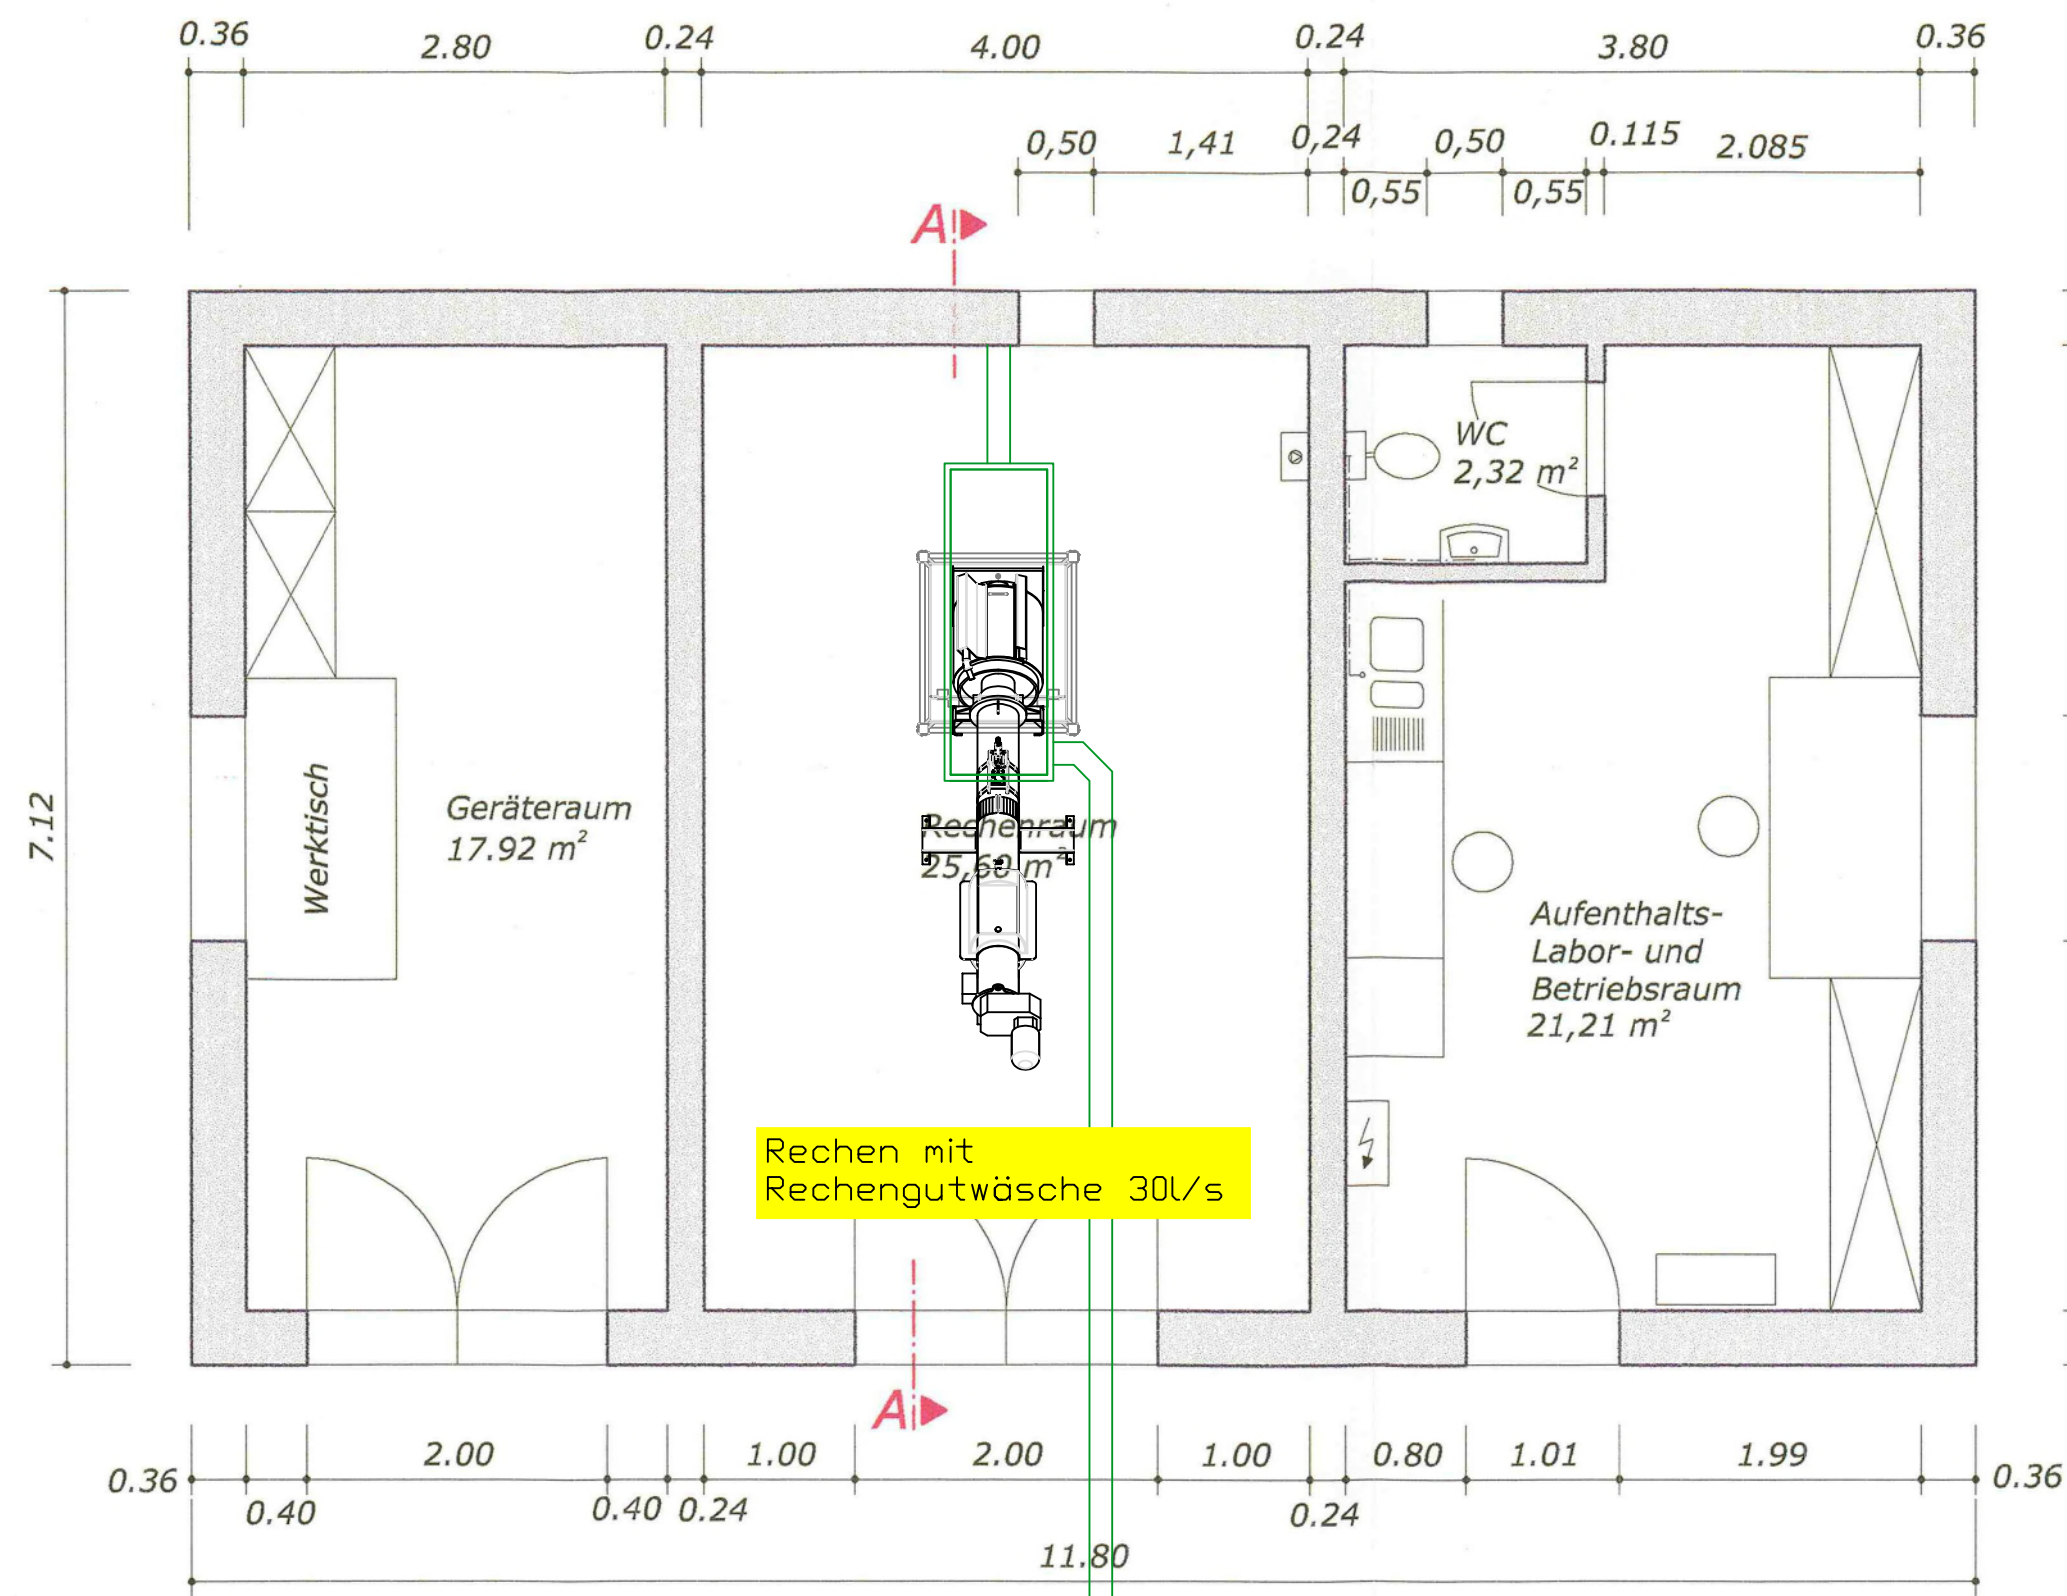 0.36 2.80 0.24 4.00 0.24 3.80 0.36
0,50 1,41 0,24 0,50 0.115 2.085
0,55 0,55
A
WC
2,32 m²
7.12
Werktisch
Geräteraum
17.92 m²
Rechenraum
25,60 m²
Aufenthalts-
Labor- und
Betriebsraum
21,21 m²
Rechen mit
Rechengutwäsche 30l/s
A
2.00 1.00 2.00 1.00 0.80 1.01 1.99
0.36 0.36
0.40 0.40 0.24 0.24
11.80